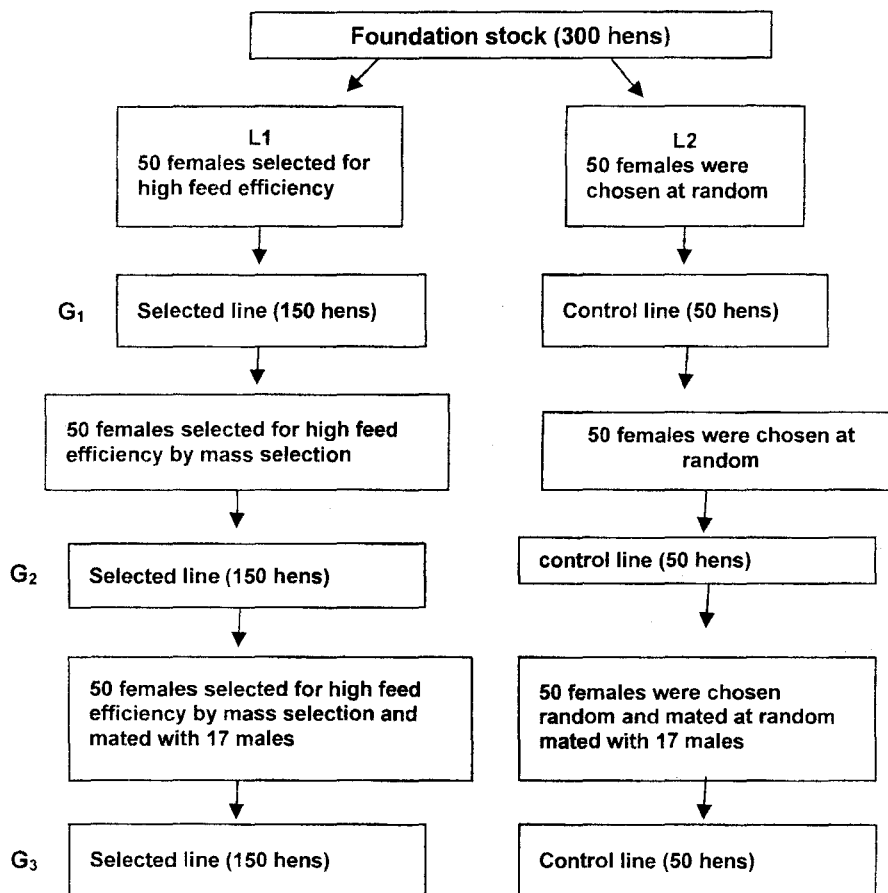 Foundation stock (300 hens)
L1
50 females selected for
high feed efficiency
L2
50 females were
chosen at random
G₁
Selected line (150 hens)
Control line (50 hens)
50 females selected for high feed
efficiency by mass selection
50 females were chosen at
random
G₂
Selected line (150 hens)
control line (50 hens)
50 females selected for high feed
efficiency by mass selection and
mated with 17 males
50 females were chosen
random and mated at random
mated with 17 males
G₃
Selected line (150 hens)
Control line (50 hens)